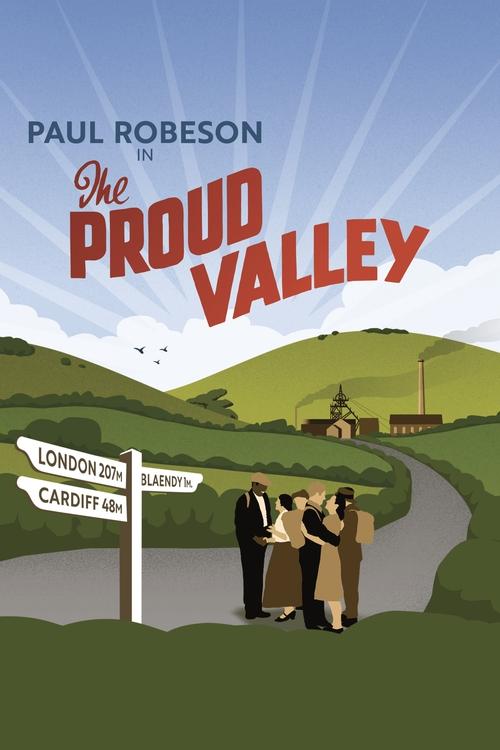 PAUL ROBESON
IN
The
PROUD
VALLEY
LONDON 207M
BLAENDY 1M.
CARDIFF 48M